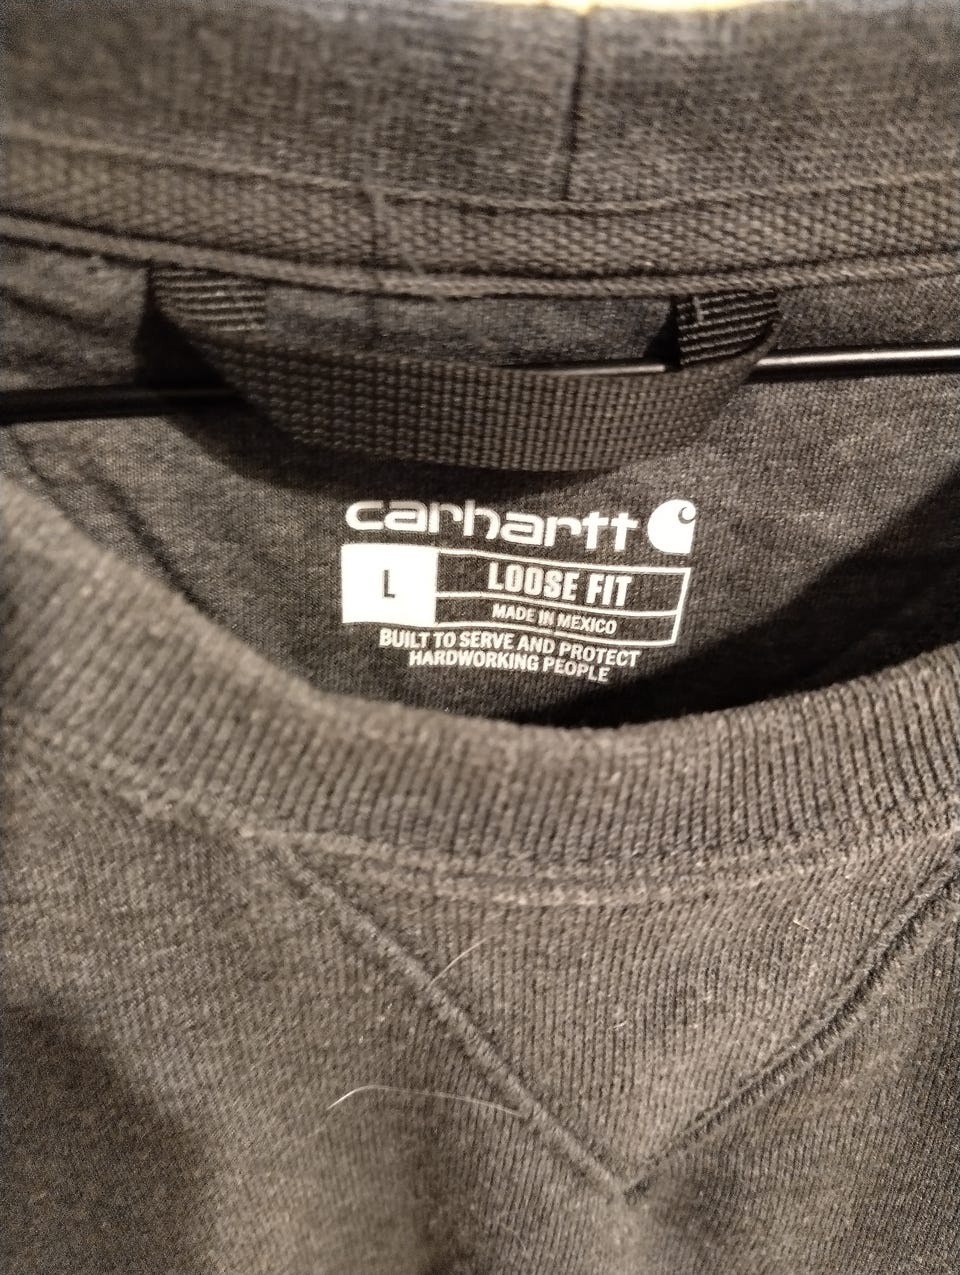 carhartt
L
LOOSE FIT
MADE IN MEXICO
BUILT TO SERVE AND PROTECT
HARDWORKING PEOPLE